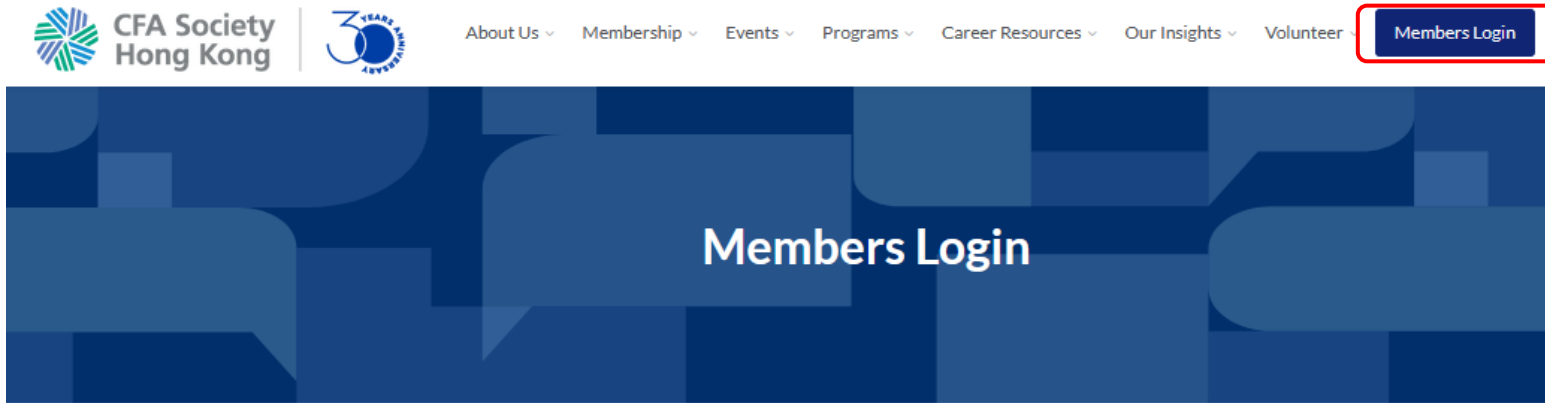 CFA Society
Hong Kong
30 YEARS ANNIVERSARY
About Us
Membership
Events
Programs
Career Resources
Our Insights
Volunteer
Members Login
Members Login